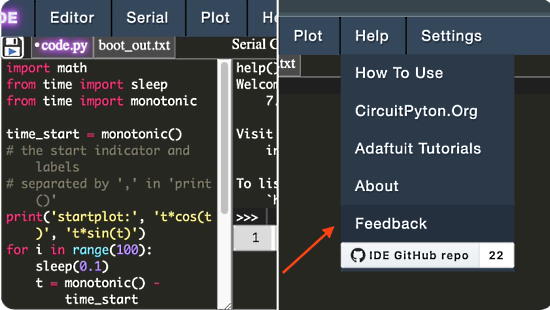 DE Editor Serial Plot He
code.py boot_out.txt Serial C
import math
from time import sleep
from time import monotonic
time_start = monotonic()
# the start indicator and
labels
# separated by ',' in 'print
()'
print('startplot:', 't*cos(t
)', 't*sin(t)')
for i in range(100):
sleep(0.1)
t = monotonic() -
time_start
help(
Welcom
7.
Visit
in
To lis
`h
>>>
1
Plot Help Settings
.txt
How To Use
CircuitPyton.Org
Adaftuit Tutorials
About
Feedback
IDE GitHub repo 22